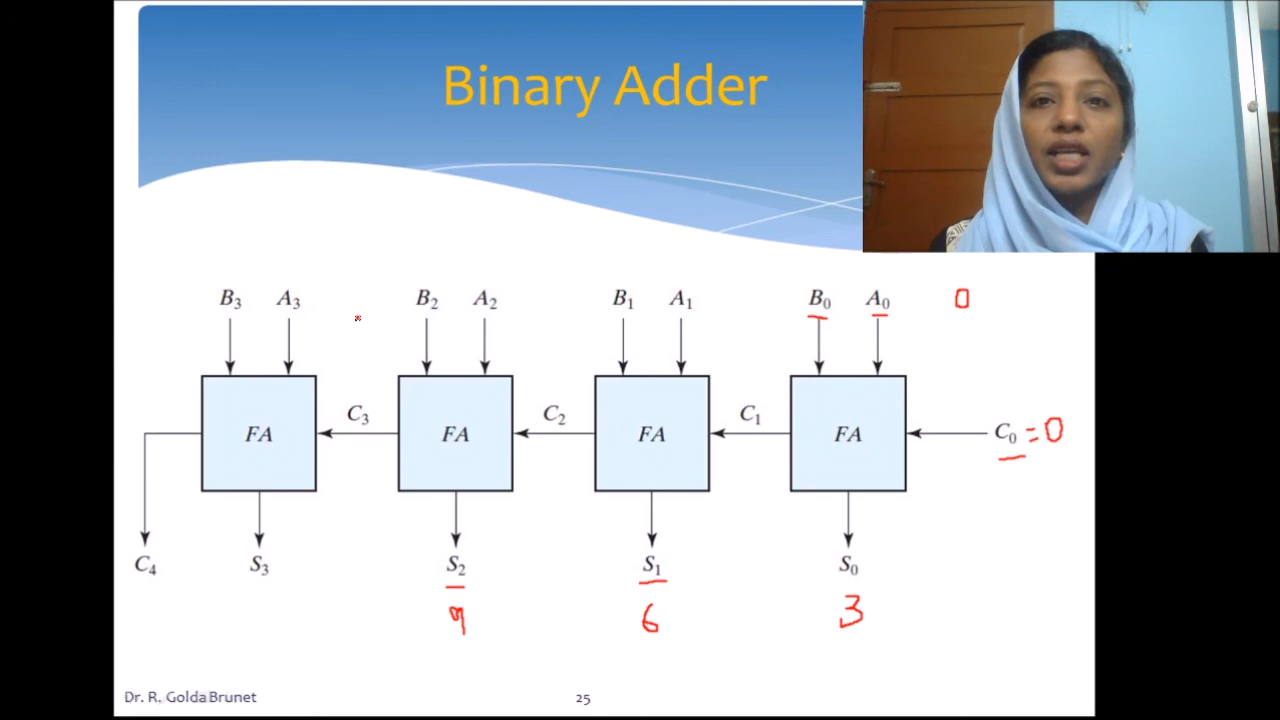 Binary Adder
B3 A3 B2 A2 B1 A1 B0 A0 0
C3 C2 C1 C0 =0
FA FA FA FA
C4 S3 S2 S1 S0
9 6 3
Dr. R. Golda Brunet 25